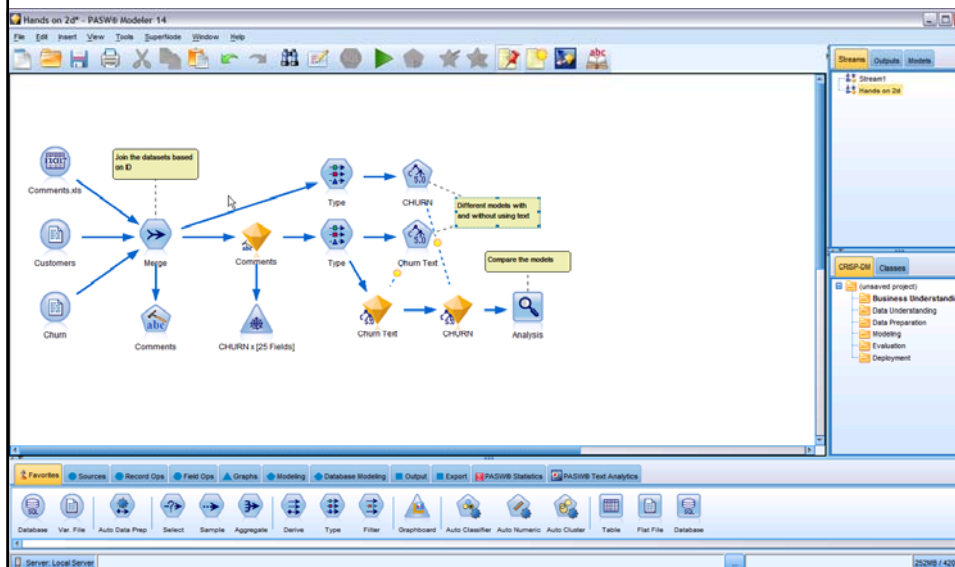 Hands on 2d* - PASW® Modeler 14
File Edit Insert View Tools SuperNode Window Help
abc
Streams Outputs Models
Stream1
Hands on 2d
Join the datasets based
on ID
Comments.xls
Type
CHURN
Different models with
and without using text
Customers
Merge
Comments
Type
Churn Text
Compare the models
Churn
abc
Comments
CHURN x [25 Fields]
Churn Text
CHURN
Analysis
CRISP-DM Classes
(unsaved project)
Business Understandi
Data Understanding
Data Preparation
Modeling
Evaluation
Deployment
Favorites Sources Record Ops Field Ops Graphs Modeling Database Modeling Output Export PASW® Statistics PASW® Text Analytics
Database Var. File Auto Data Prep Select Sample Aggregate Derive Type Filter Graphboard Auto Classifier Auto Numeric Auto Cluster Table Flat File Database
Server: Local Server
252MB / 420